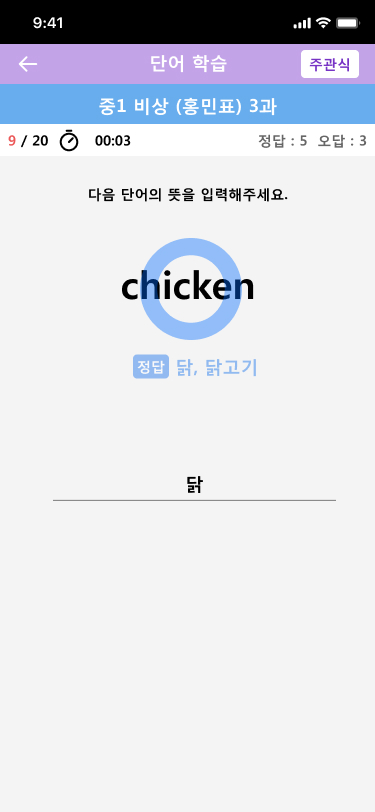 9:41
단어 학습 주관식
중1 비상 (홍민표) 3과
9 / 20 00:03 정답 : 5 오답 : 3
다음 단어의 뜻을 입력해주세요.
chicken
정답 닭, 닭고기
닭